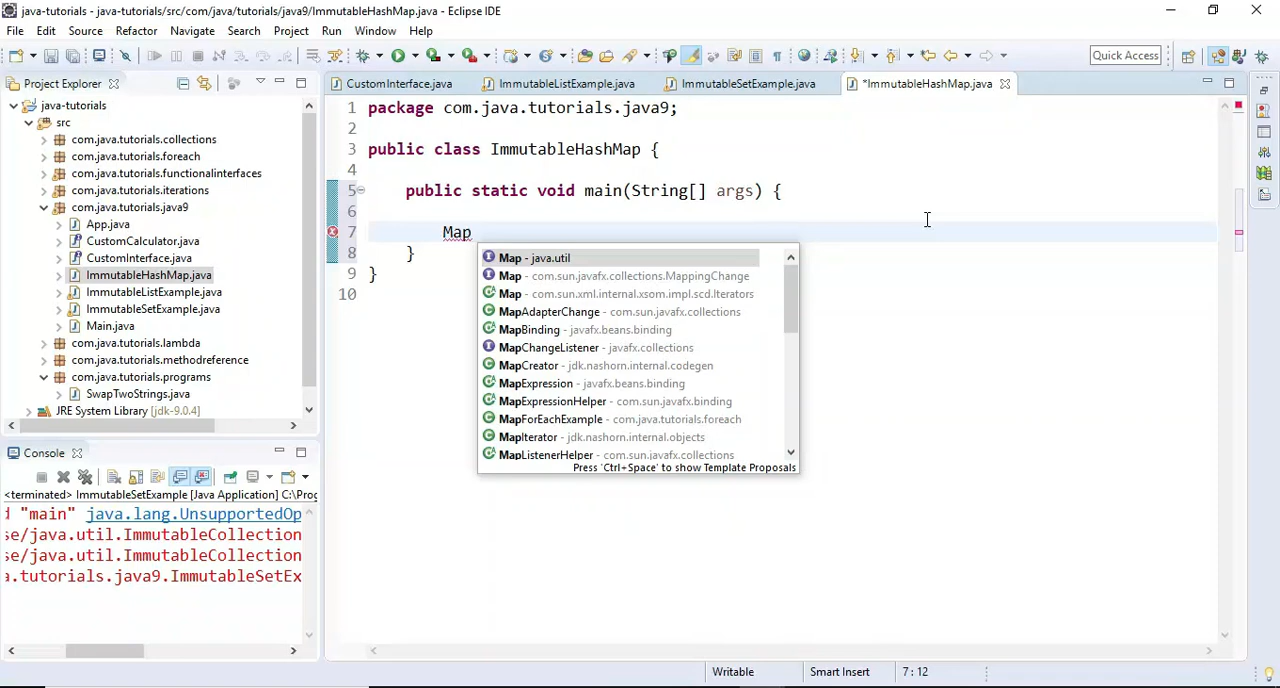 java-tutorials - java-tutorials/src/com/java/tutorials/java9/ImmutableHashMap.java - Eclipse IDE
File Edit Source Refactor Navigate Search Project Run Window Help
Quick Access
Project Explorer
CustomInterface.java ImmutableListExample.java ImmutableSetExample.java *ImmutableHashMap.java
java-tutorials
src
com.java.tutorials.collections
com.java.tutorials.foreach
com.java.tutorials.functionalinterfaces
com.java.tutorials.iterations
com.java.tutorials.java9
App.java
CustomCalculator.java
CustomInterface.java
ImmutableHashMap.java
ImmutableListExample.java
ImmutableSetExample.java
Main.java
com.java.tutorials.lambda
com.java.tutorials.methodreference
com.java.tutorials.programs
SwapTwoStrings.java
JRE System Library [jdk-9.0.4]
1 package com.java.tutorials.java9;
2
3 public class ImmutableHashMap {
4
5 public static void main(String[] args) {
6
7 Map
8 }
9 }
10
Map - java.util
Map - com.sun.javafx.collections.MappingChange
Map - com.sun.xml.internal.xsom.impl.scd.Iterators
MapAdapterChange - com.sun.javafx.collections
MapBinding - javafx.beans.binding
MapChangeListener - javafx.collections
MapCreator - jdk.nashorn.internal.codegen
MapExpression - javafx.beans.binding
MapExpressionHelper - com.sun.javafx.binding
MapForEachExample - com.java.tutorials.foreach
MapIterator - jdk.nashorn.internal.objects
MapListenerHelper - com.sun.javafx.collections
Press 'Ctrl+Space' to show Template Proposals
Console
<terminated> ImmutableSetExample [Java Application] C:\Prog
d "main" java.lang.UnsupportedOp
se/java.util.ImmutableCollection
se/java.util.ImmutableCollection
a.tutorials.java9.ImmutableSetEx
Writable Smart Insert 7 : 12